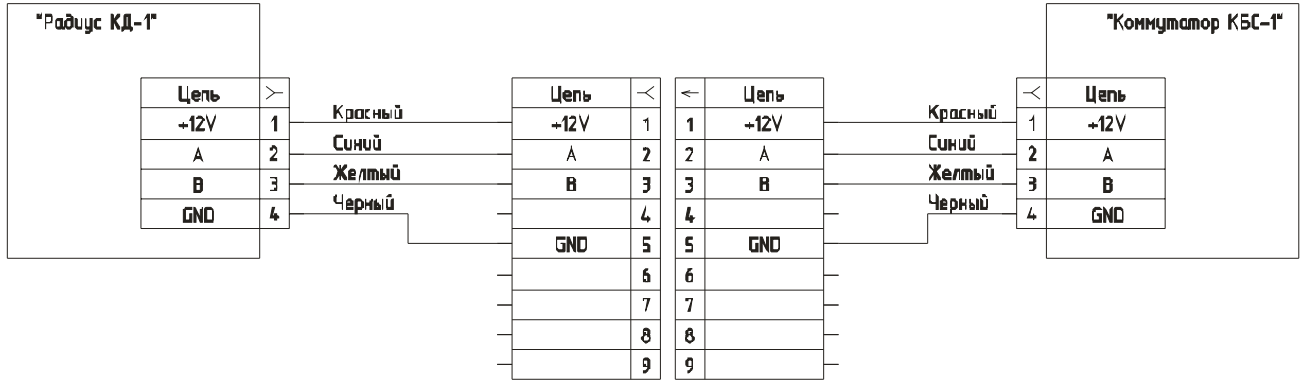 "Радиус КД-1" "Коммутатор КБС-1"
Цепь Цепь Цепь Цепь
+12V 1 Красный +12V 1 1 +12V Красный 1 +12V
A 2 Синий A 2 2 A Синий 2 A
B 3 Желтый B 3 3 B Желтый 3 B
GND 4 Черный 4 4 Черный 4 GND
GND 5 5 GND
6 6
7 7
8 8
9 9